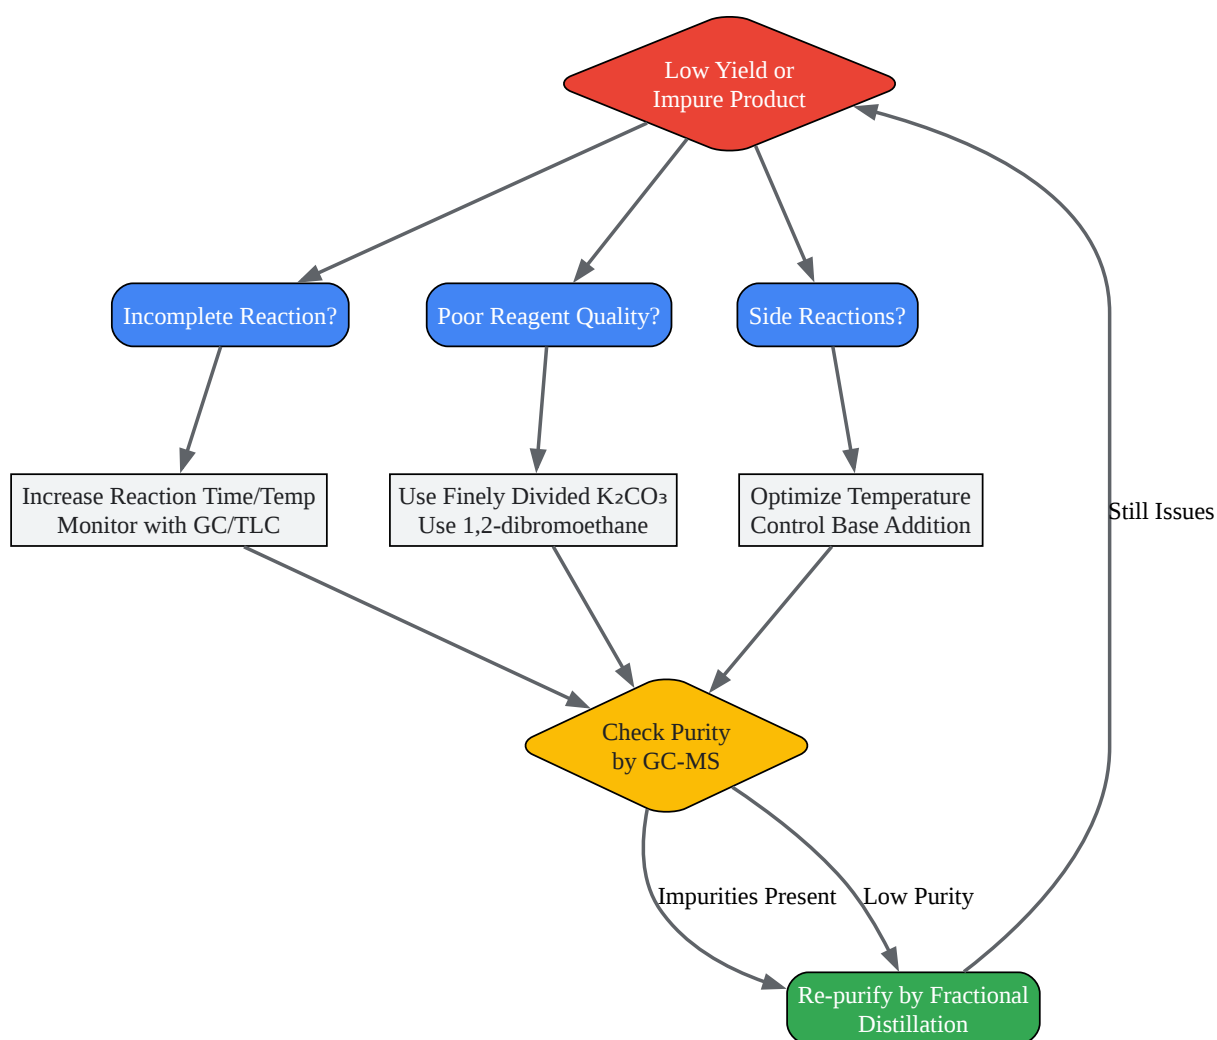 Low Yield or
Impure Product
Incomplete Reaction?
Poor Reagent Quality?
Side Reactions?
Increase Reaction Time/Temp
Monitor with GC/TLC
Use Finely Divided K₂CO₃
Use 1,2-dibromoethane
Optimize Temperature
Control Base Addition
Still Issues
Check Purity
by GC-MS
Impurities Present
Low Purity
Re-purify by Fractional
Distillation